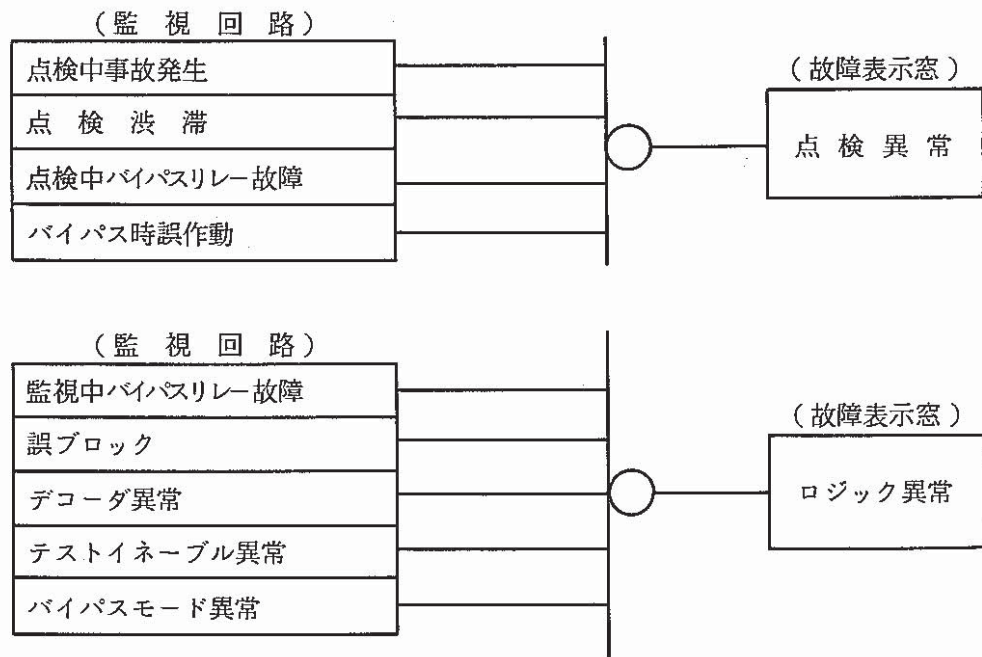 (監視回路)
点検中事故発生
点検渋滞
点検中バイパスリレー故障
バイパス時誤作動
(故障表示窓)
点検異常
(監視回路)
監視中バイパスリレー故障
誤ブロック
デコーダ異常
テストイネーブル異常
バイパスモード異常
(故障表示窓)
ロジック異常